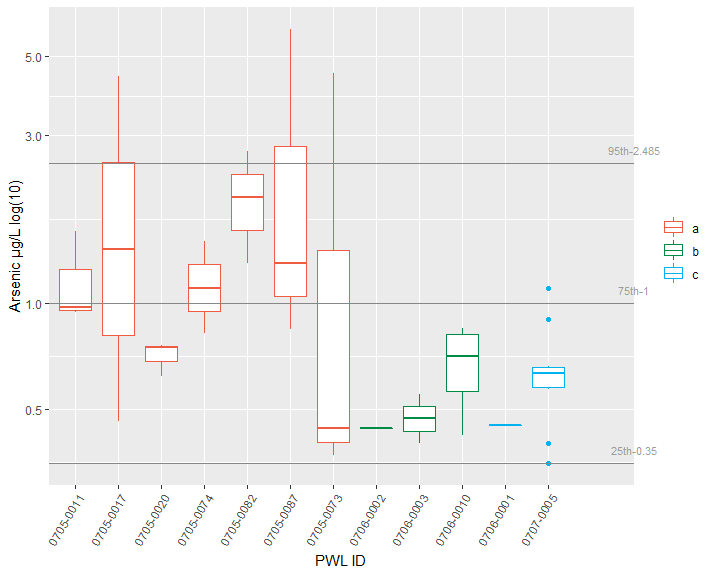 Arsenic µg/L log(10)
5.0
3.0
1.0
0.5
95th-2.485
75th-1
25th-0.35
0705-0011
0705-0017
0705-0020
0705-0074
0705-0082
0705-0087
0705-0073
0706-0002
0706-0003
0706-0010
0706-0001
0707-0005
PWL ID
a
b
c